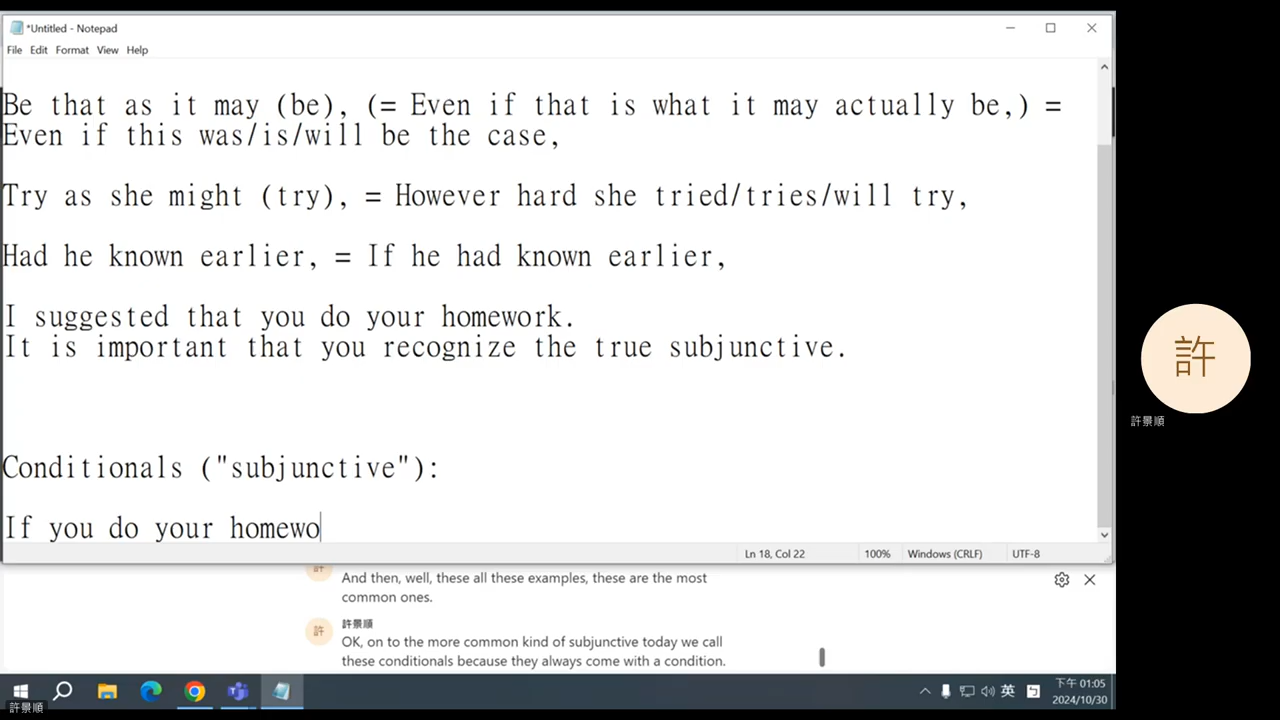 *Untitled - Notepad
File Edit Format View Help
Be that as it may (be), (= Even if that is what it may actually be,) =
Even if this was/is/will be the case,
Try as she might (try), = However hard she tried/tries/will try,
Had he known earlier, = If he had known earlier,
I suggested that you do your homework.
It is important that you recognize the true subjunctive.
Conditionals ("subjunctive"):
If you do your homewo
Ln 18, Col 22 100% Windows (CRLF) UTF-8
許
And then, well, these all these examples, these are the most
common ones.
許
許景順
OK, on to the more common kind of subjunctive today we call
these conditionals because they always come with a condition.
許
許景順
英
ㄅ
下午 01:05
2024/10/30
許景順